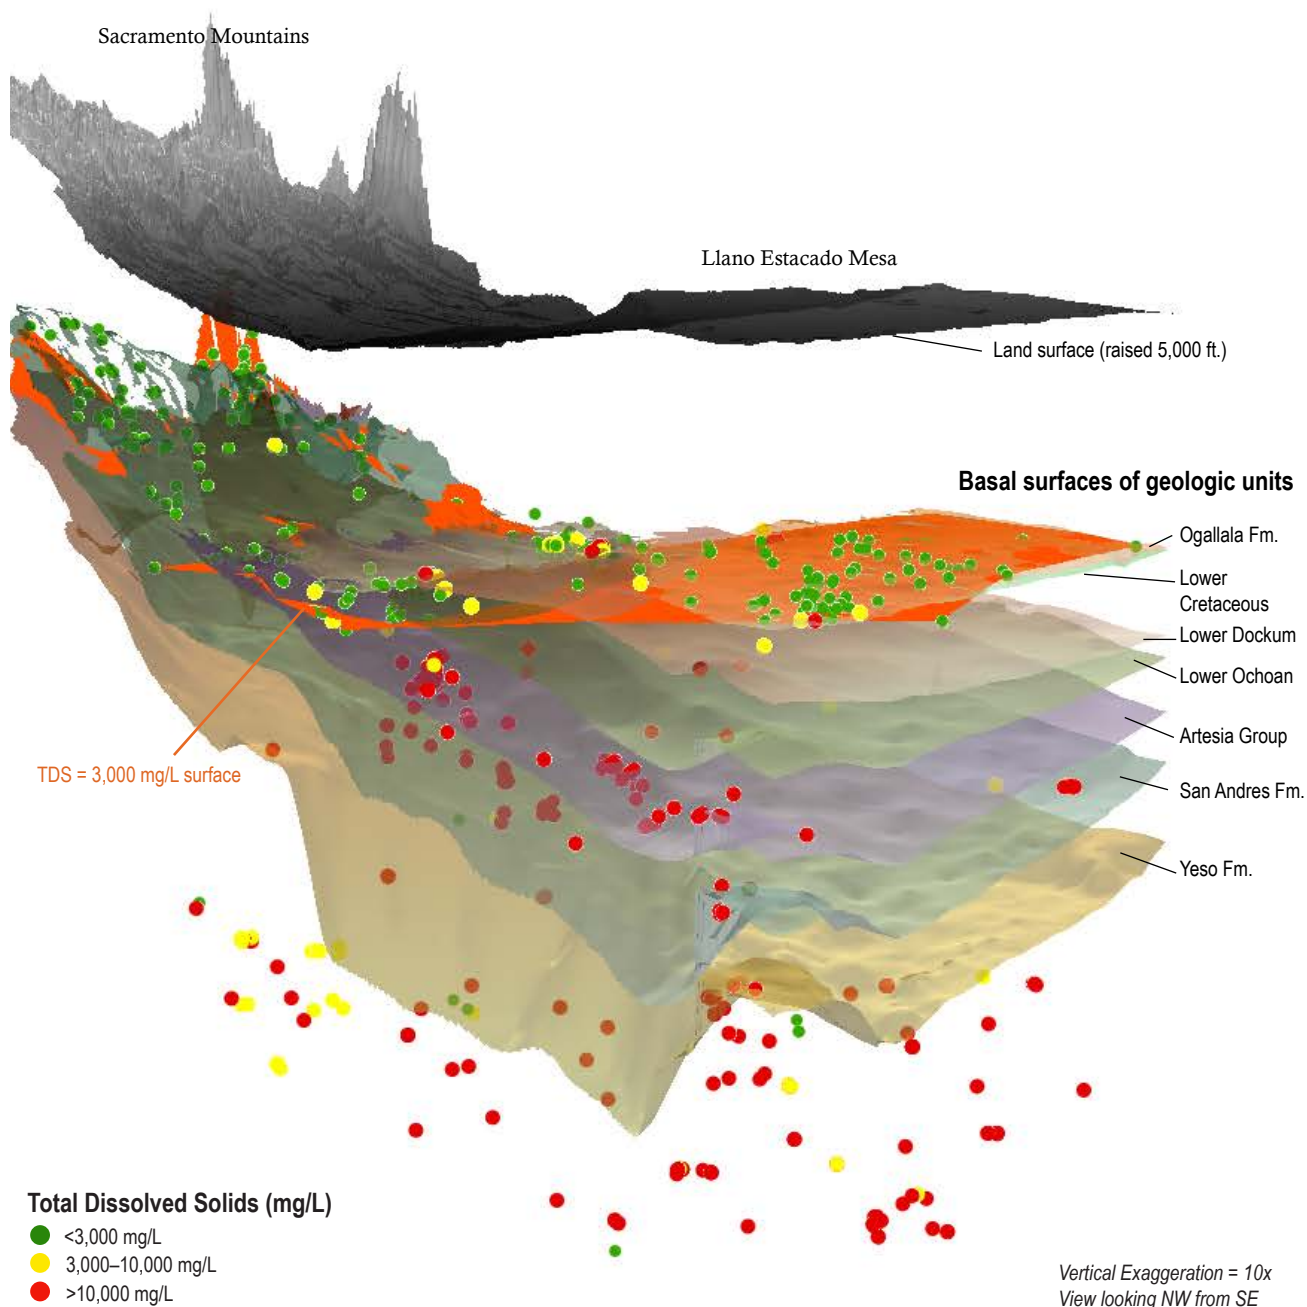 Sacramento Mountains
Llano Estacado Mesa
Land surface (raised 5,000 ft.)
Basal surfaces of geologic units
Ogallala Fm.
Lower
Cretaceous
Lower Dockum
Lower Ochoan
Artesia Group
San Andres Fm.
Yeso Fm.
TDS = 3,000 mg/L surface
Total Dissolved Solids (mg/L)
<3,000 mg/L
3,000–10,000 mg/L
>10,000 mg/L
Vertical Exaggeration = 10x
View looking NW from SE